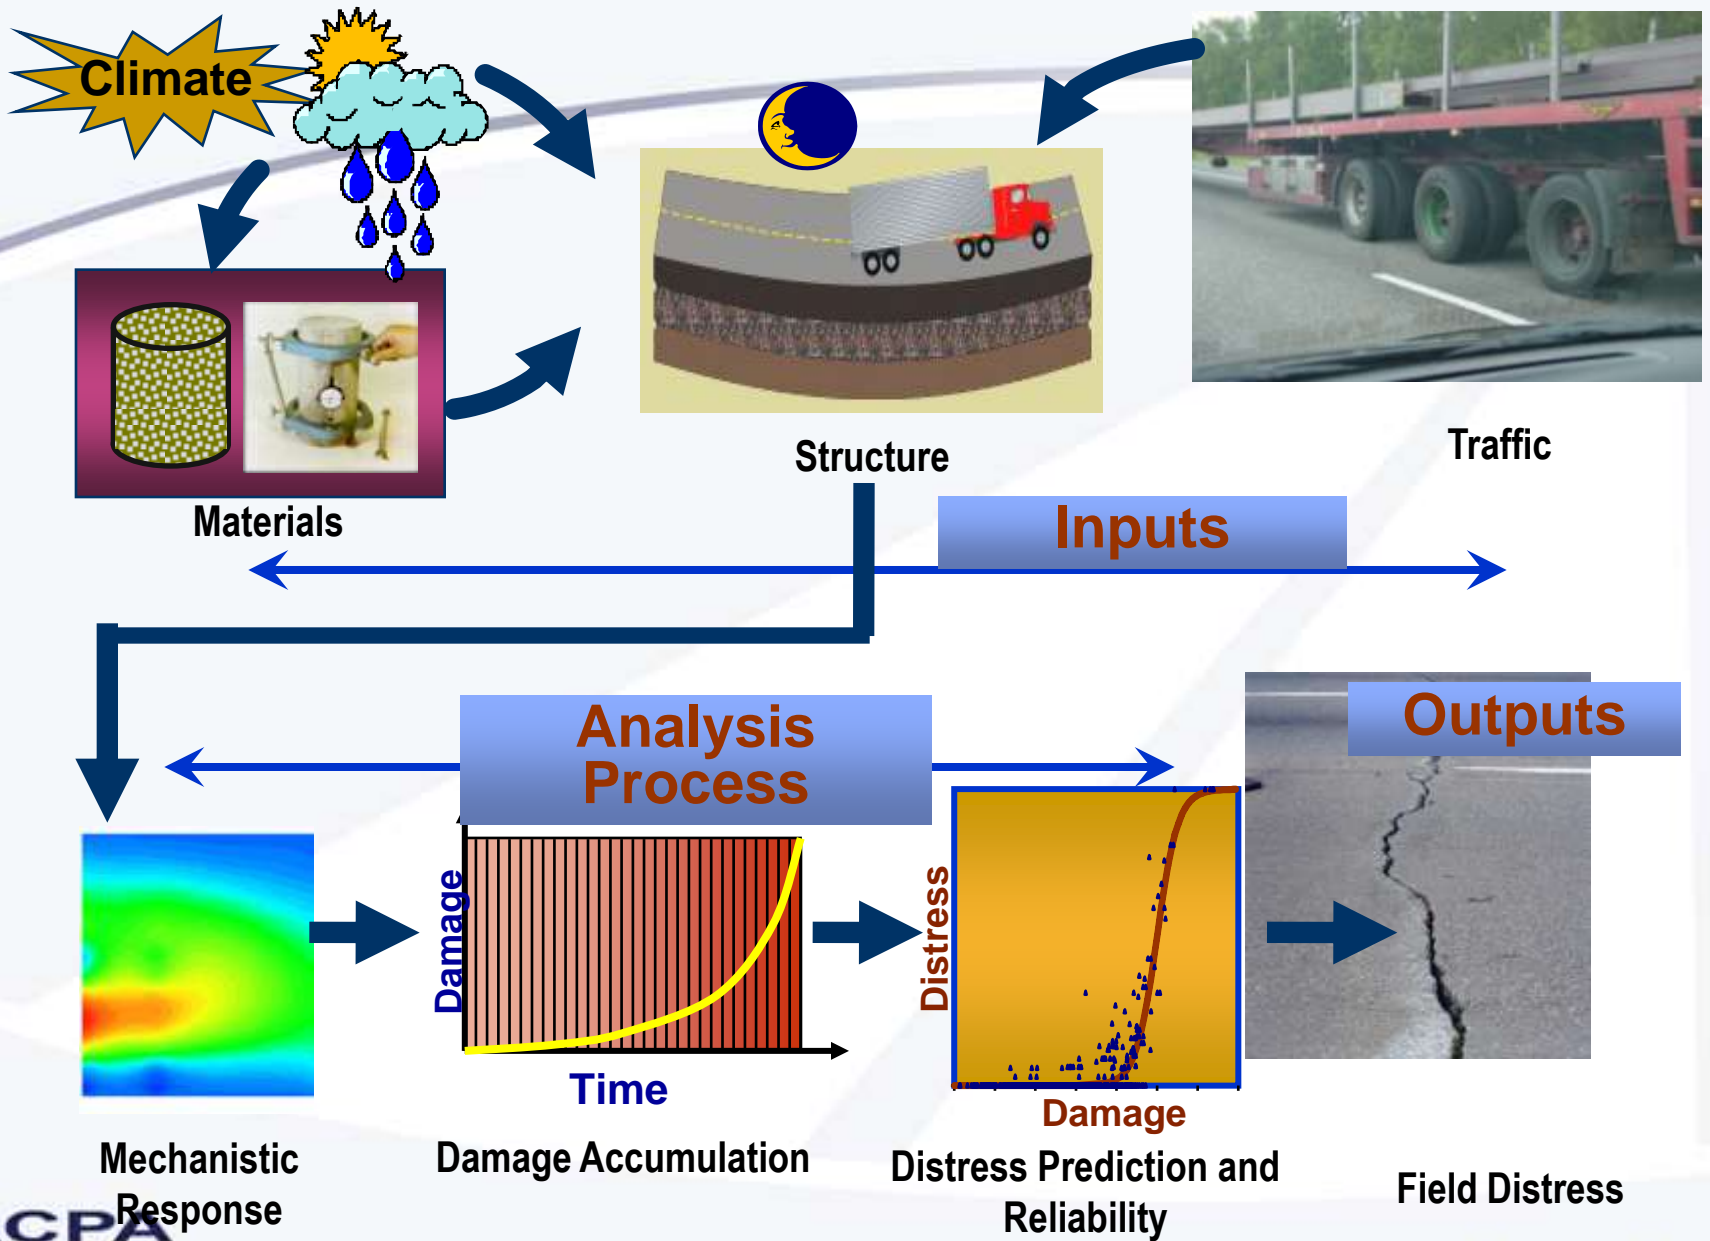 Climate
Structure
Traffic
Materials
Inputs
Analysis
Process
Outputs
Damage
Time
Distress
Damage
Mechanistic
Response
Damage Accumulation
Distress Prediction and
Reliability
Field Distress
CPA